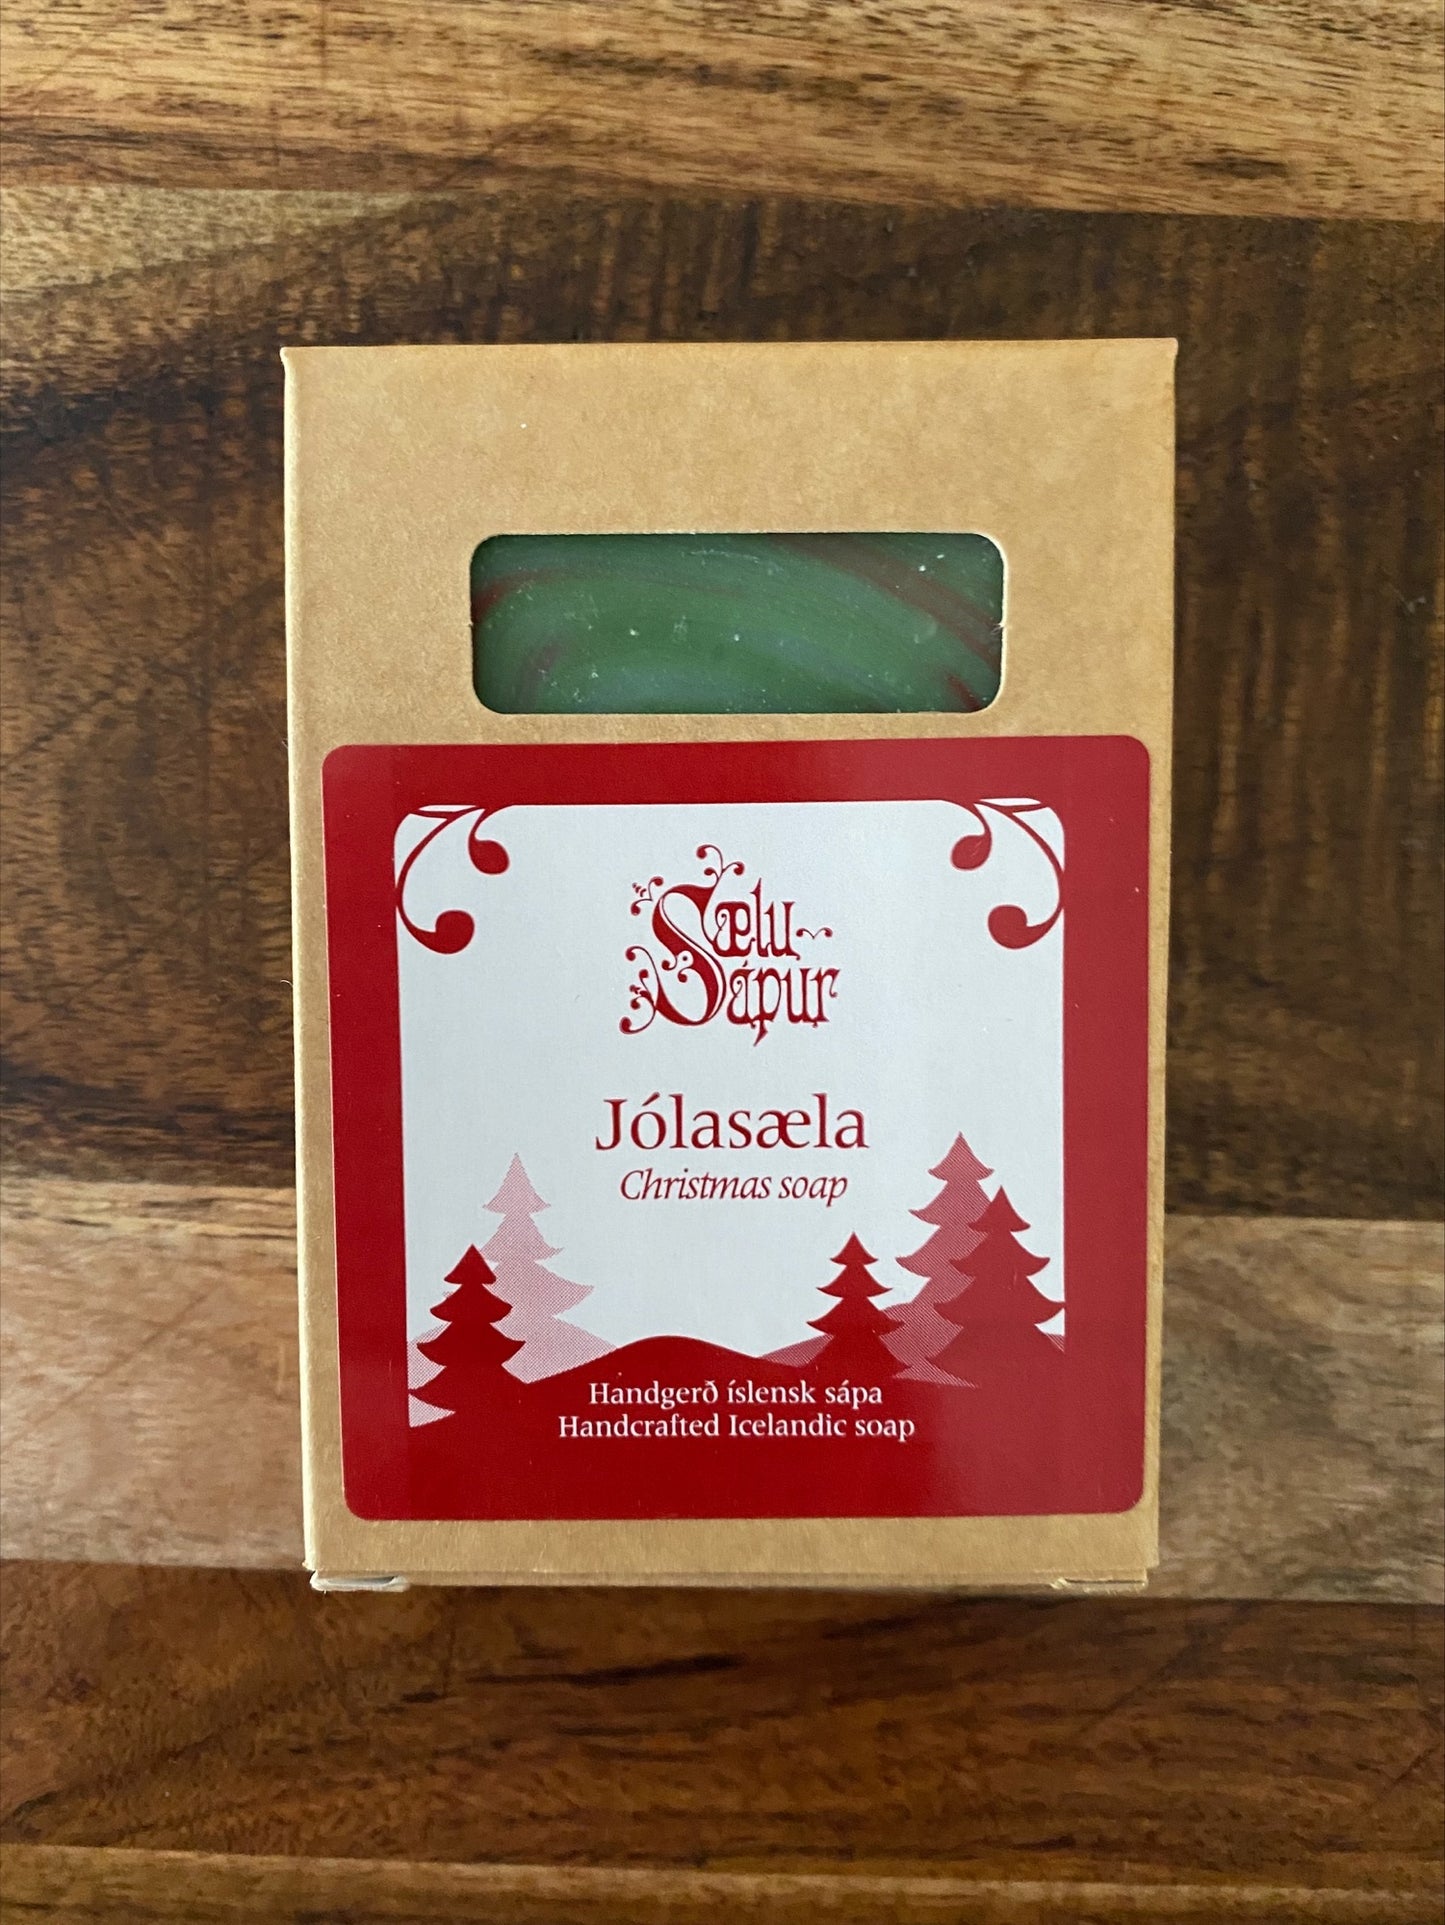 Sælu-
Sápur
Jólasæla
Christmas soap
Handgerð íslensk sápa
Handcrafted Icelandic soap